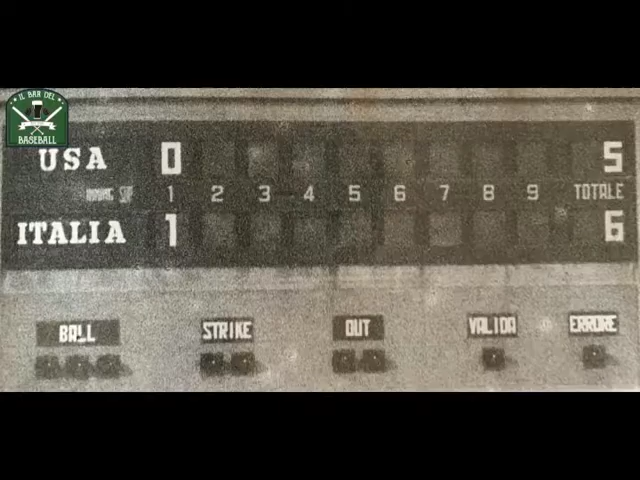 IL BAR DEL
BASEBALL
USA 0 5
1 2 3 4 5 6 7 8 9 TOTALE
ITALIA 1 6
BALL STRIKE OUT VALIDA ERRORE